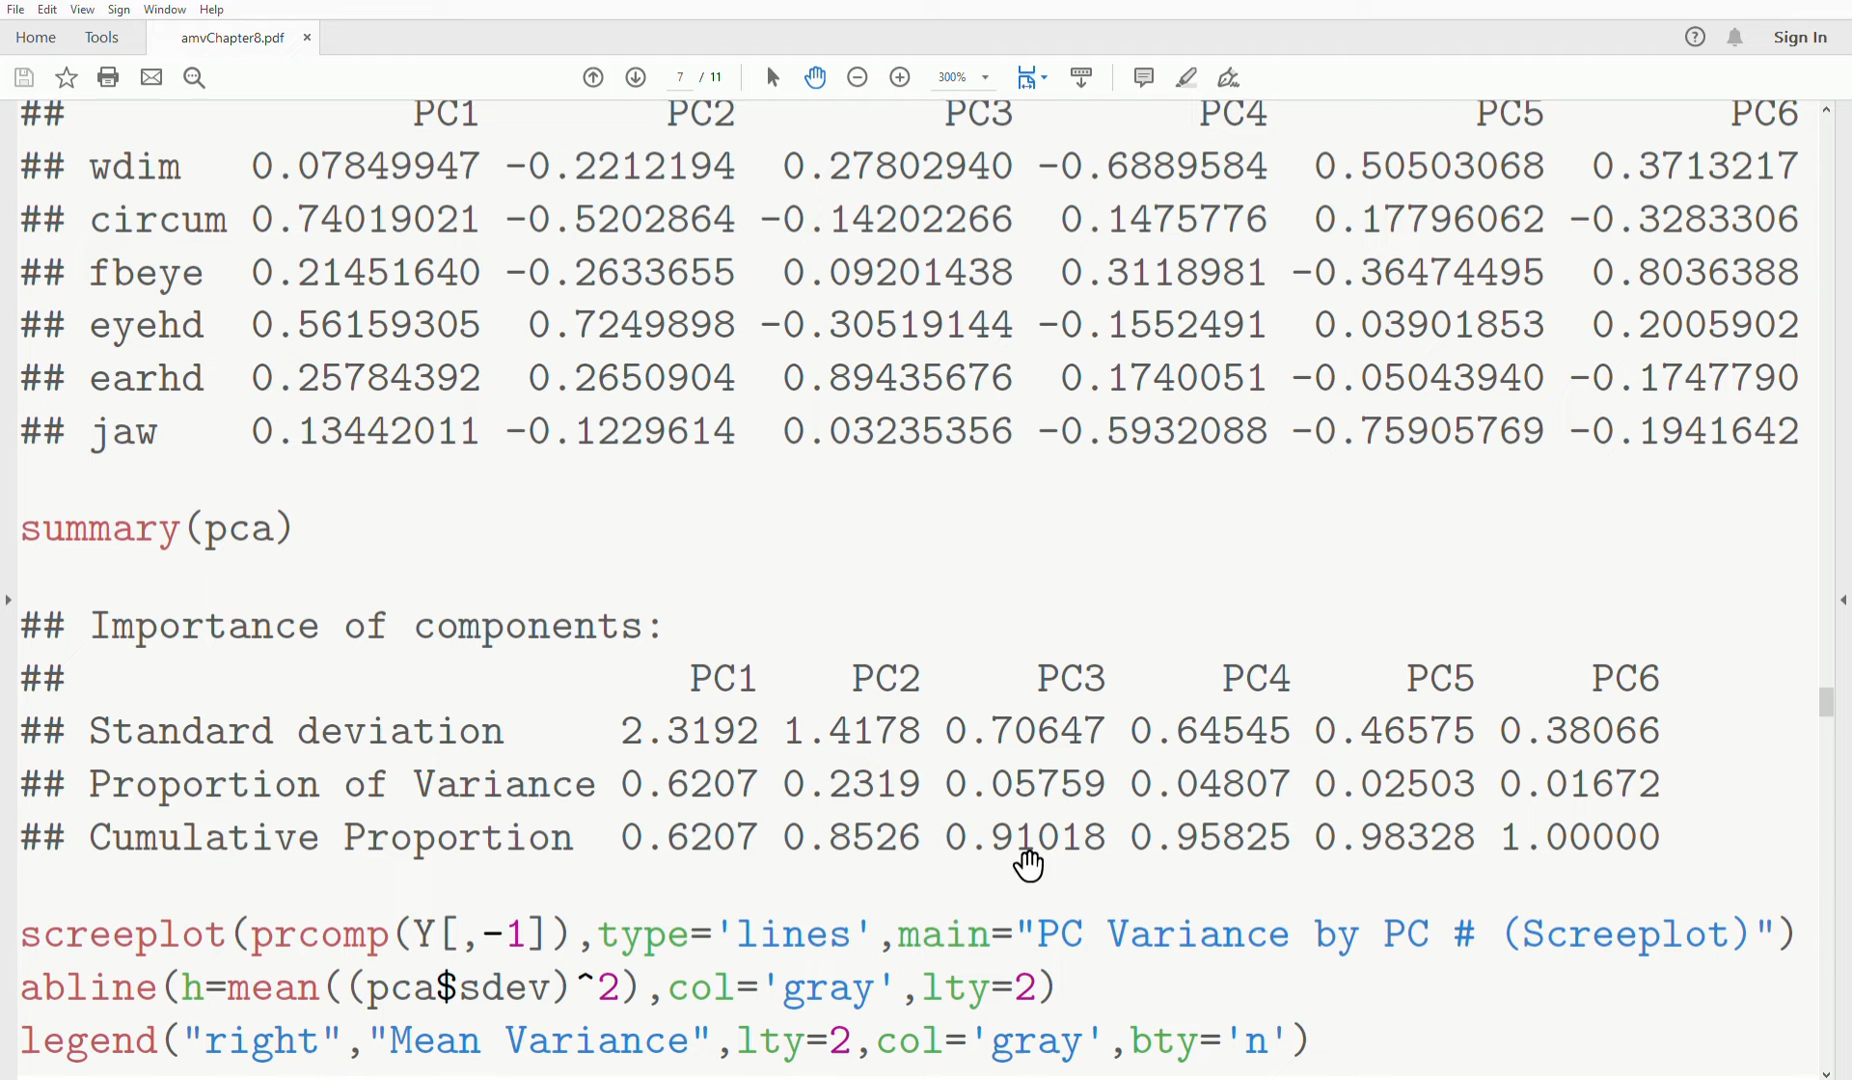 File Edit View Sign Window Help
Home Tools amvChapter8.pdf × Sign In
7 / 11 300%
## PC1 PC2 PC3 PC4 PC5 PC6
## wdim 0.07849947 -0.2212194 0.27802940 -0.6889584 0.50503068 0.3713217
## circum 0.74019021 -0.5202864 -0.14202266 0.1475776 0.17796062 -0.3283306
## fbeye 0.21451640 -0.2633655 0.09201438 0.3118981 -0.36474495 0.8036388
## eyehd 0.56159305 0.7249898 -0.30519144 -0.1552491 0.03901853 0.2005902
## earhd 0.25784392 0.2650904 0.89435676 0.1740051 -0.05043940 -0.1747790
## jaw 0.13442011 -0.1229614 0.03235356 -0.5932088 -0.75905769 -0.1941642
summary(pca)
## Importance of components:
## PC1 PC2 PC3 PC4 PC5 PC6
## Standard deviation 2.3192 1.4178 0.70647 0.64545 0.46575 0.38066
## Proportion of Variance 0.6207 0.2319 0.05759 0.04807 0.02503 0.01672
## Cumulative Proportion 0.6207 0.8526 0.91018 0.95825 0.98328 1.00000
screeplot(prcomp(Y[,-1]),type='lines',main="PC Variance by PC # (Screeplot)")
abline(h=mean((pca$sdev)^2),col='gray',lty=2)
legend("right","Mean Variance",lty=2,col='gray',bty='n')